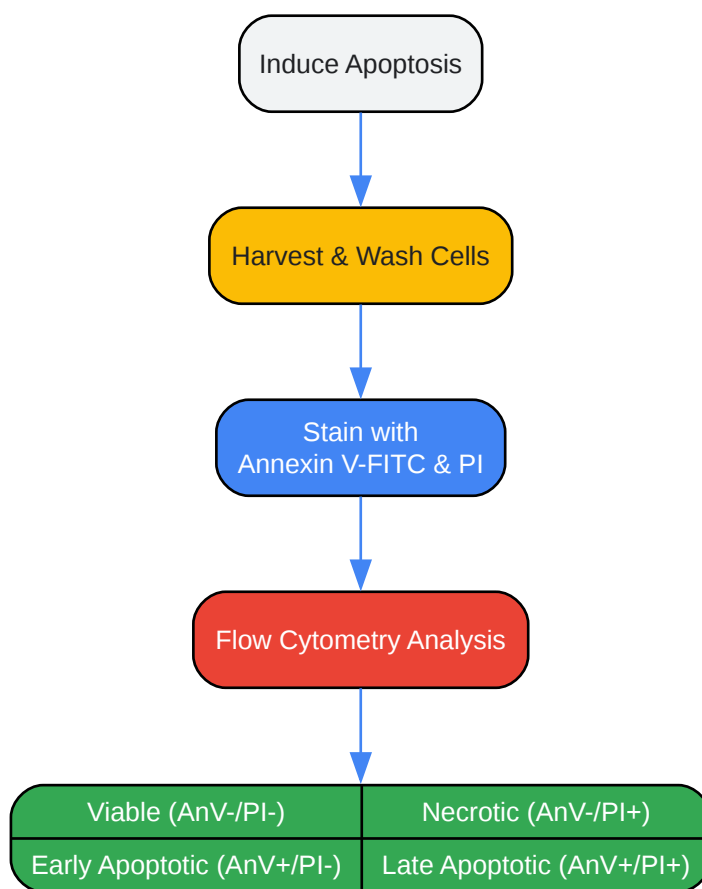 Induce Apoptosis
Harvest & Wash Cells
Stain with
Annexin V-FITC & PI
Flow Cytometry Analysis
Viable (AnV-/PI-) Necrotic (AnV-/PI+)
Early Apoptotic (AnV+/PI-) Late Apoptotic (AnV+/PI+)